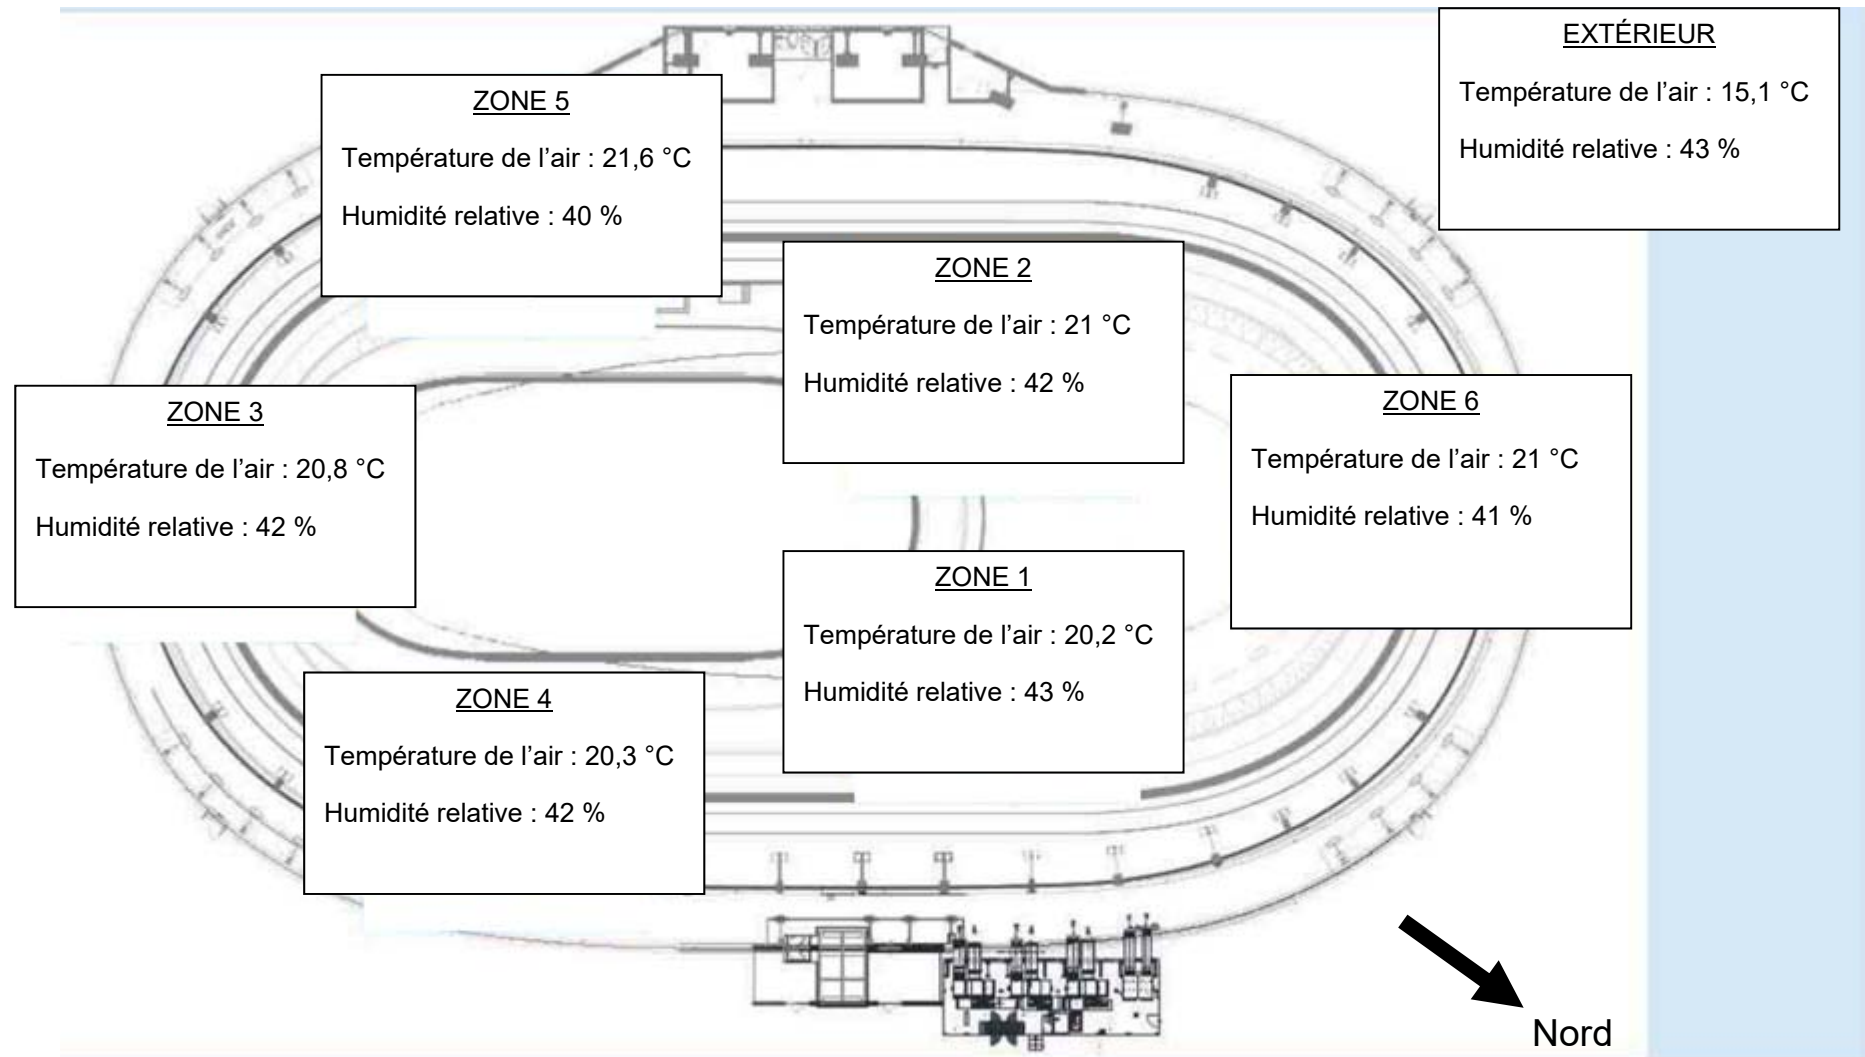 EXTÉRIEUR
Température de l’air : 15,1 °C
Humidité relative : 43 %
ZONE 5
Température de l’air : 21,6 °C
Humidité relative : 40 %
ZONE 2
Température de l’air : 21 °C
Humidité relative : 42 %
ZONE 3
Température de l’air : 20,8 °C
Humidité relative : 42 %
ZONE 6
Température de l’air : 21 °C
Humidité relative : 41 %
ZONE 1
Température de l’air : 20,2 °C
Humidité relative : 43 %
ZONE 4
Température de l’air : 20,3 °C
Humidité relative : 42 %
Nord